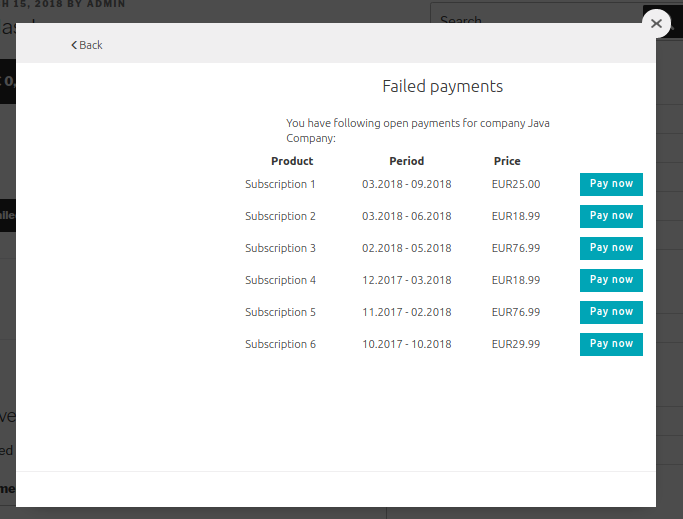 H 15, 2018 BY ADMIN
Search
Back
Failed payments
You have following open payments for company Java
Company:
Product Period Price
Subscription 1 03.2018 - 09.2018 EUR25.00 Pay now
Subscription 2 03.2018 - 06.2018 EUR18.99 Pay now
Subscription 3 02.2018 - 05.2018 EUR76.99 Pay now
Subscription 4 12.2017 - 03.2018 EUR18.99 Pay now
Subscription 5 11.2017 - 02.2018 EUR76.99 Pay now
Subscription 6 10.2017 - 10.2018 EUR29.99 Pay now